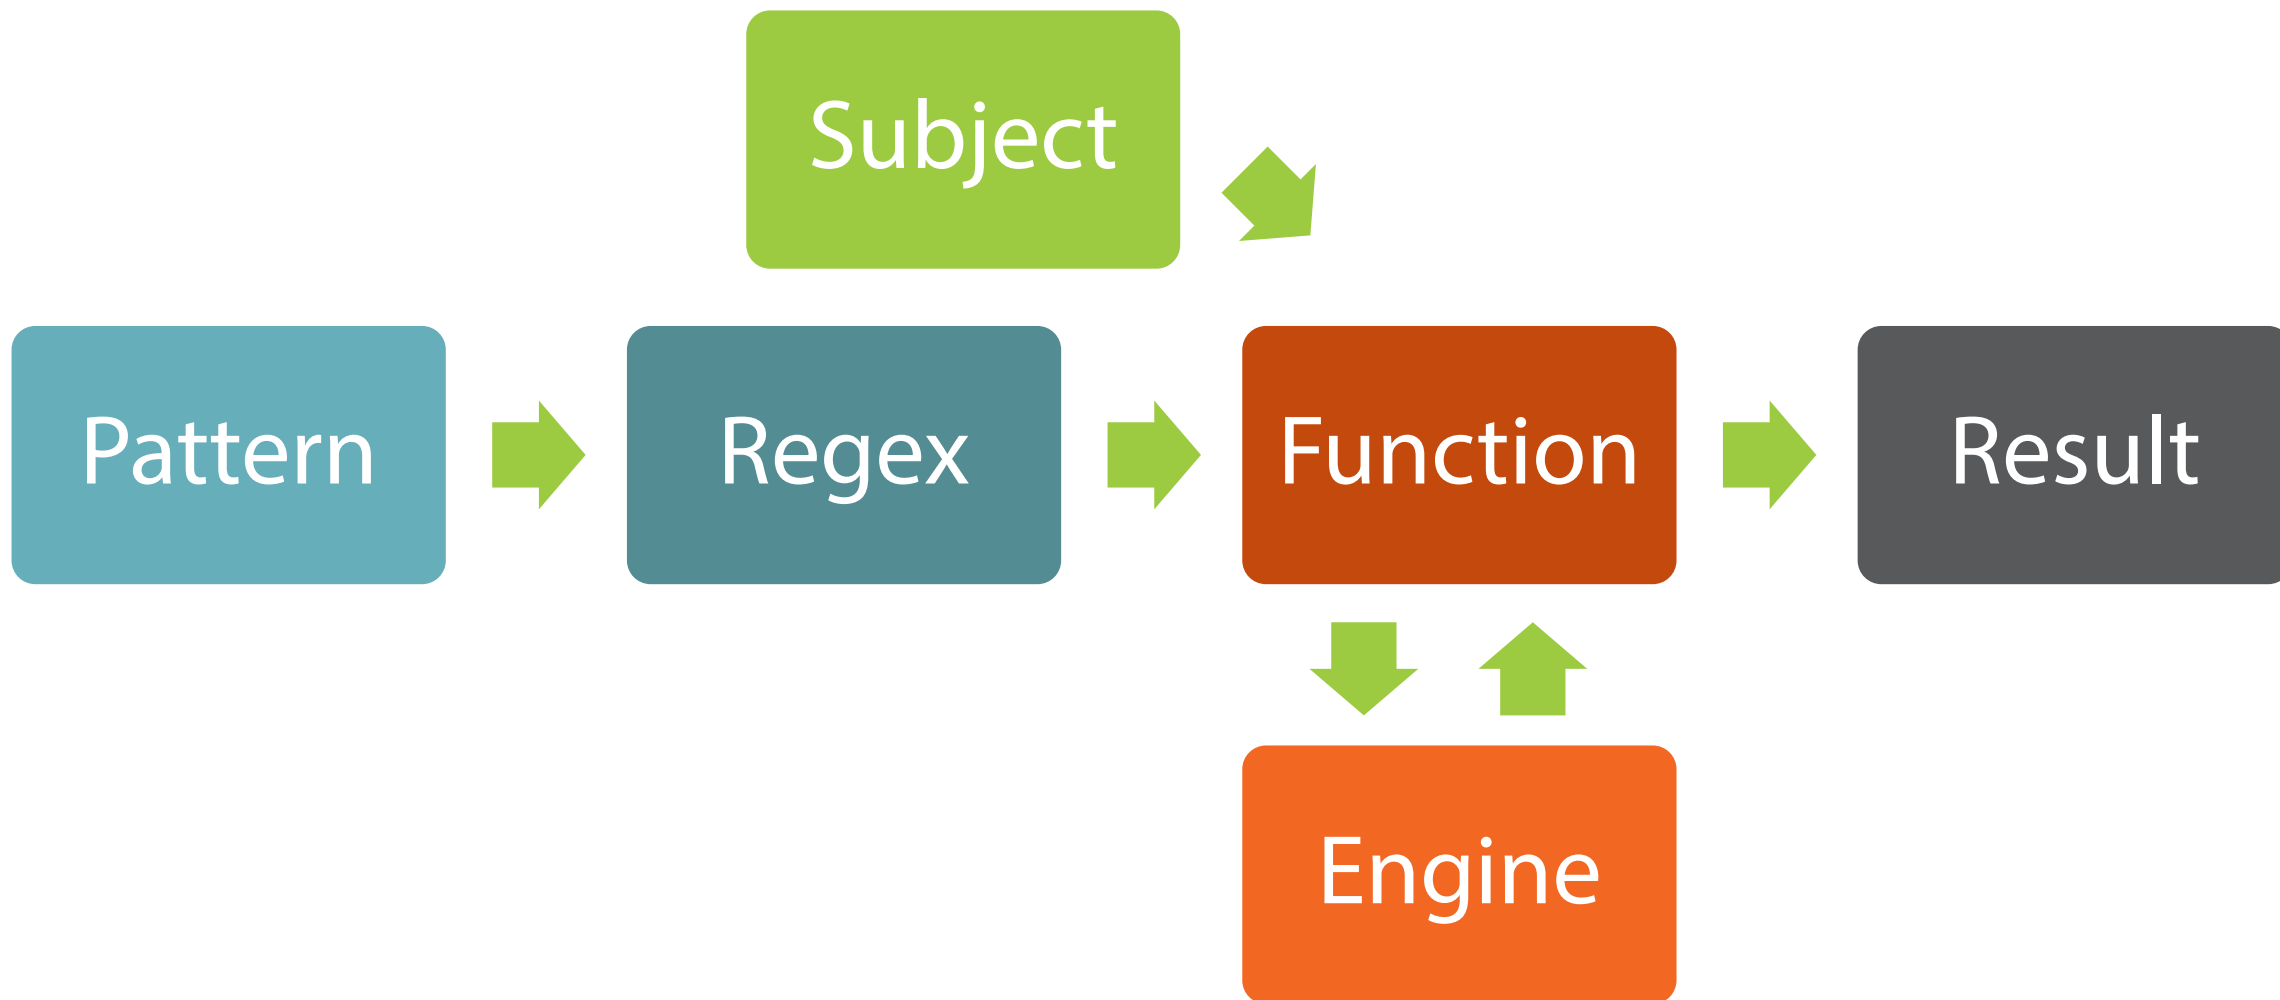 Subject
Pattern
Regex
Function
Result
Engine